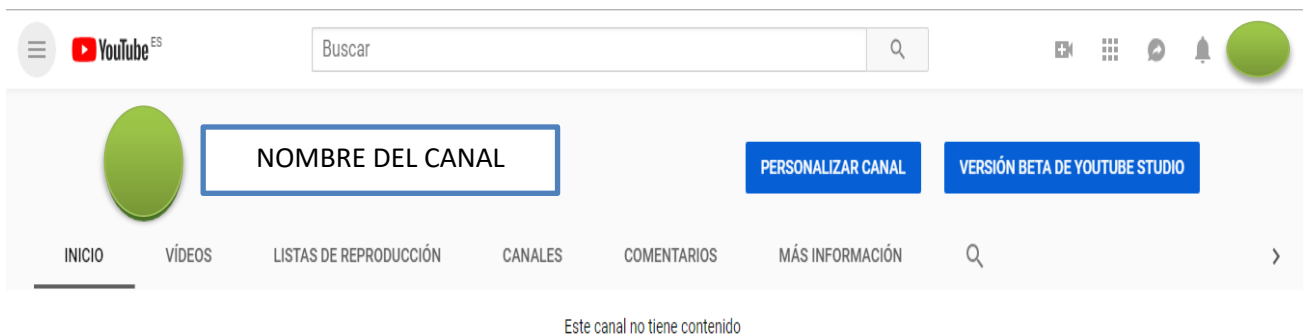 YouTube ES
Buscar
NOMBRE DEL CANAL
PERSONALIZAR CANAL
VERSIÓN BETA DE YOUTUBE STUDIO
INICIO VÍDEOS LISTAS DE REPRODUCCIÓN CANALES COMENTARIOS MÁS INFORMACIÓN
Este canal no tiene contenido